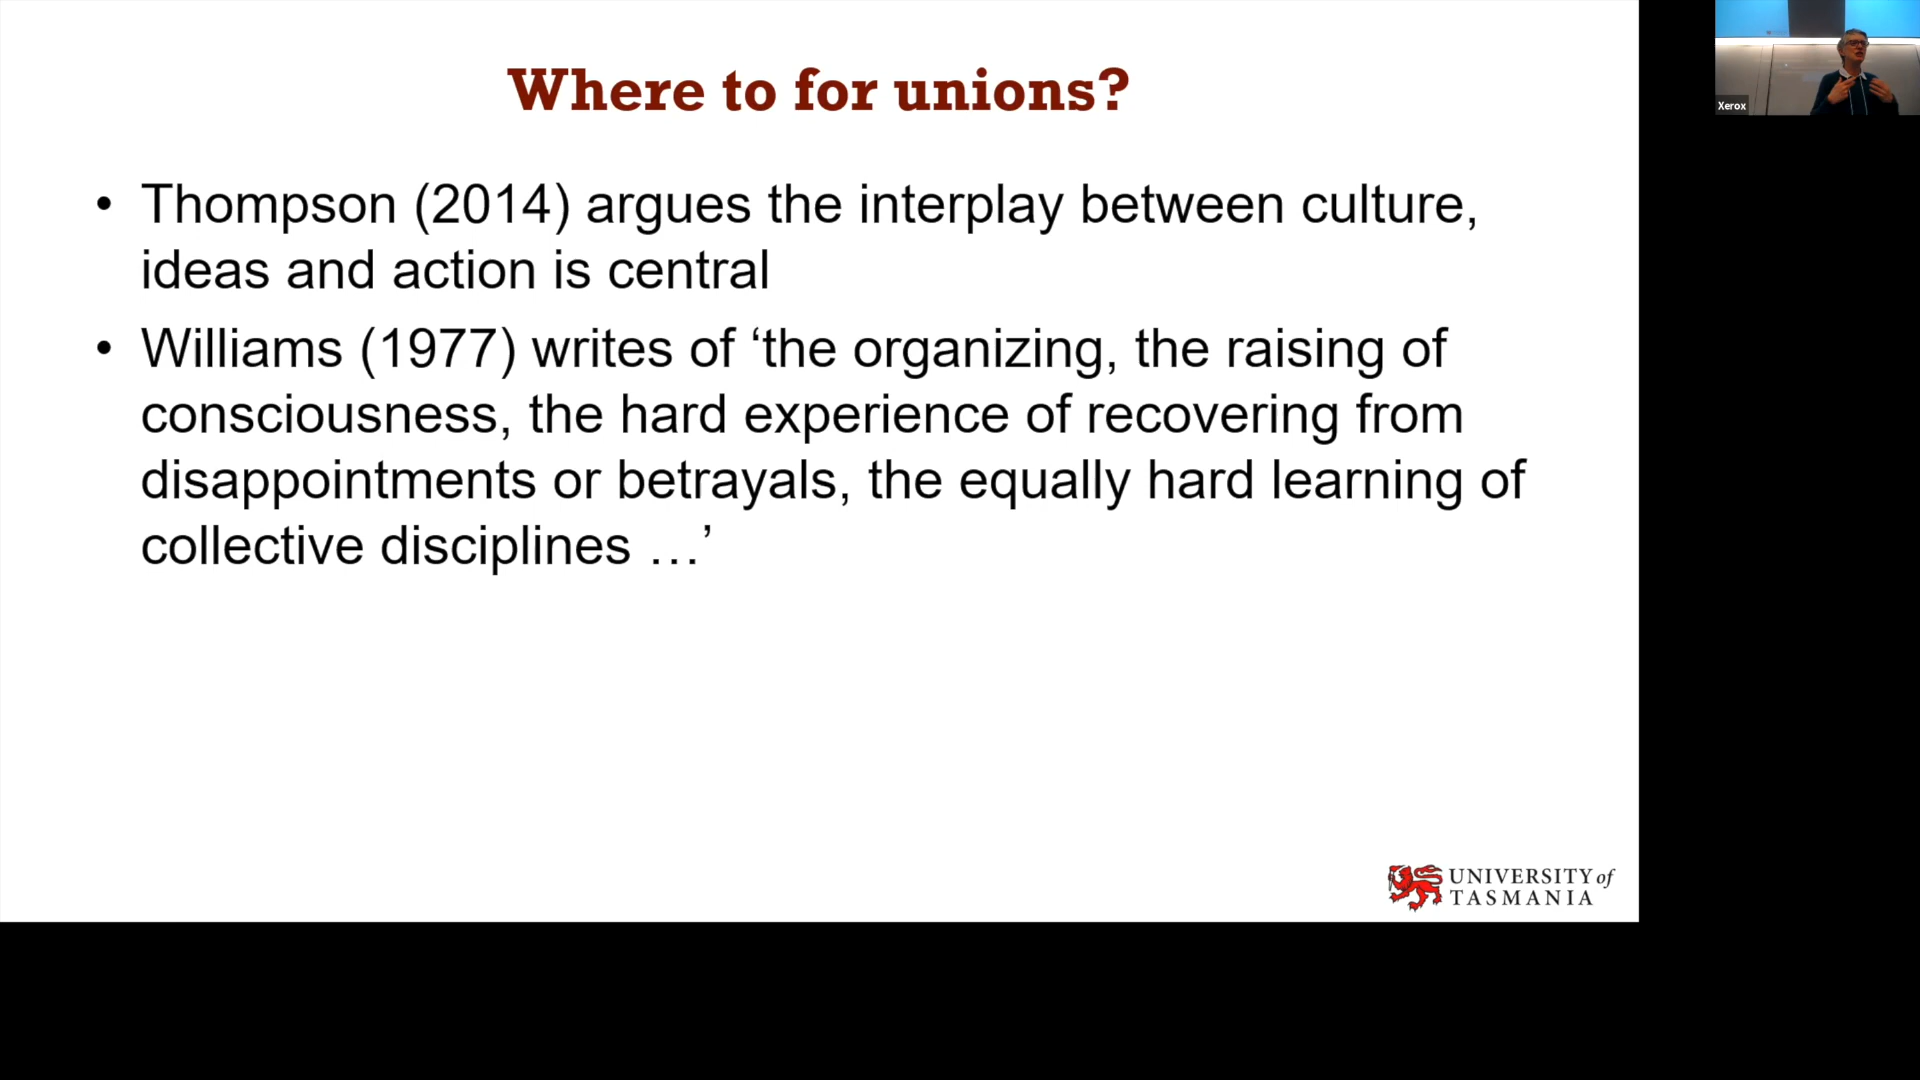 Where to for unions?
• Thompson (2014) argues the interplay between culture,
ideas and action is central
• Williams (1977) writes of ‘the organizing, the raising of
consciousness, the hard experience of recovering from
disappointments or betrayals, the equally hard learning of
collective disciplines …’
UNIVERSITY of
TASMANIA
Xerox